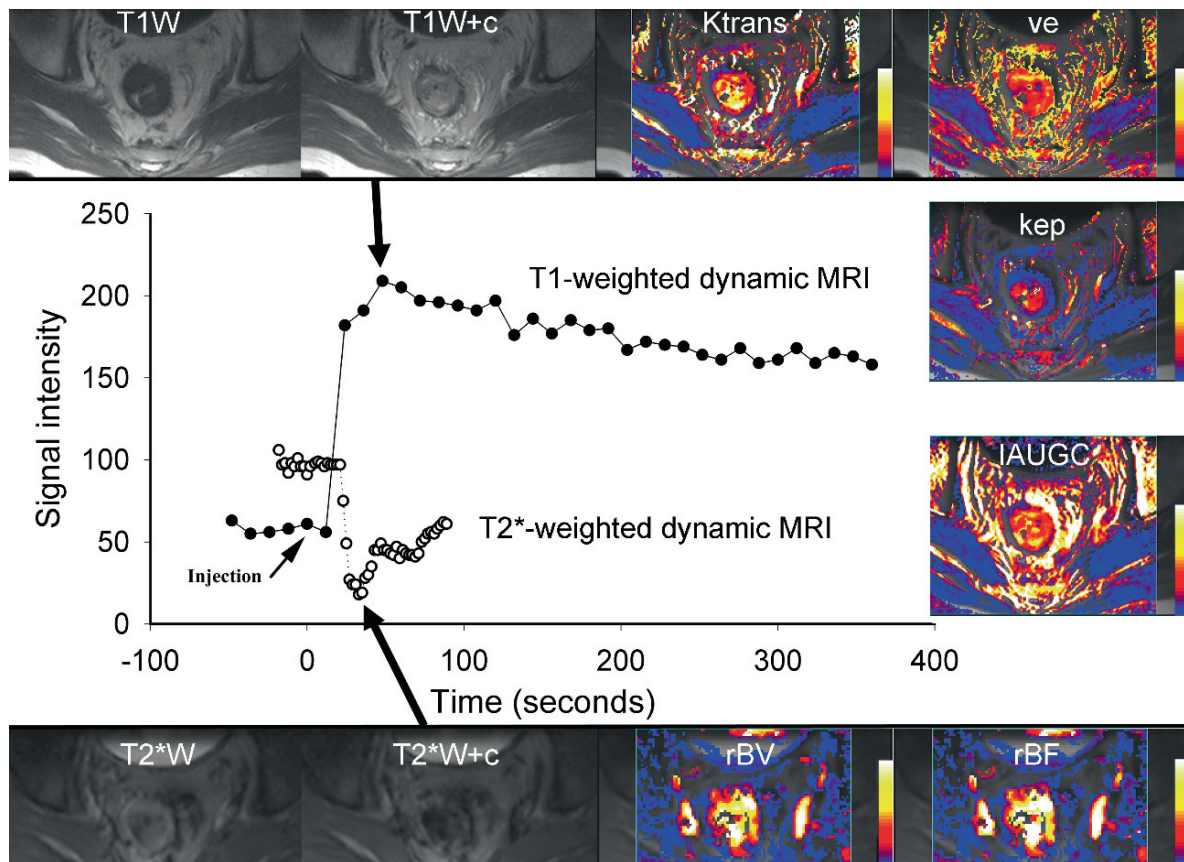 T1W
T1W+c
Ktrans
ve
250
200
150
100
50
0
Signal intensity
T1-weighted dynamic MRI
T2*-weighted dynamic MRI
Injection
-100
0
100
200
300
400
Time (seconds)
kep
IAUGC
T2*W
T2*W+c
rBV
rBF